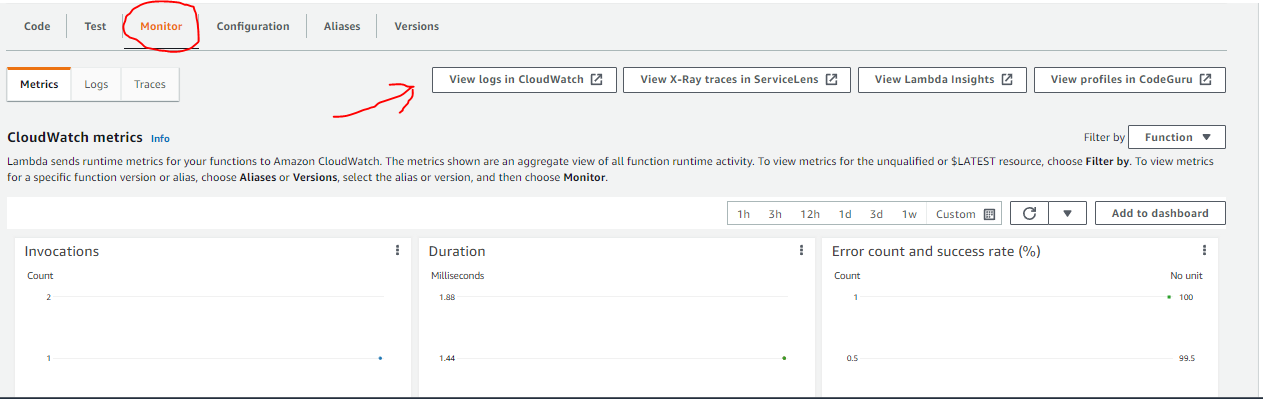 Code Test Monitor Configuration Aliases Versions
Metrics Logs Traces
View logs in CloudWatch View X-Ray traces in ServiceLens View Lambda Insights View profiles in CodeGuru
CloudWatch metrics Info
Filter by Function
Lambda sends runtime metrics for your functions to Amazon CloudWatch. The metrics shown are an aggregate view of all function runtime activity. To view metrics for the unqualified or $LATEST resource, choose Filter by. To view metrics
for a specific function version or alias, choose Aliases or Versions, select the alias or version, and then choose Monitor.
1h 3h 12h 1d 3d 1w Custom Add to dashboard
Invocations
Count
2
1
Duration
Milliseconds
1.88
1.44
Error count and success rate (%)
Count No unit
1 100
0.5 99.5